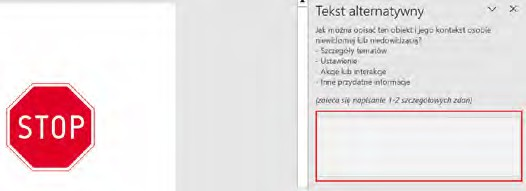 STOP
Tekst alternatywny
Jak można opisać ten obiekt i jego kontekst osobie
niewidomej lub niedowidzącej?
- Szczegóły tematów
- Ustawienie
- Akcje lub interakcje
- Inne przydatne informacje
(zaleca się napisanie 1-2 szczegółowych zdań)